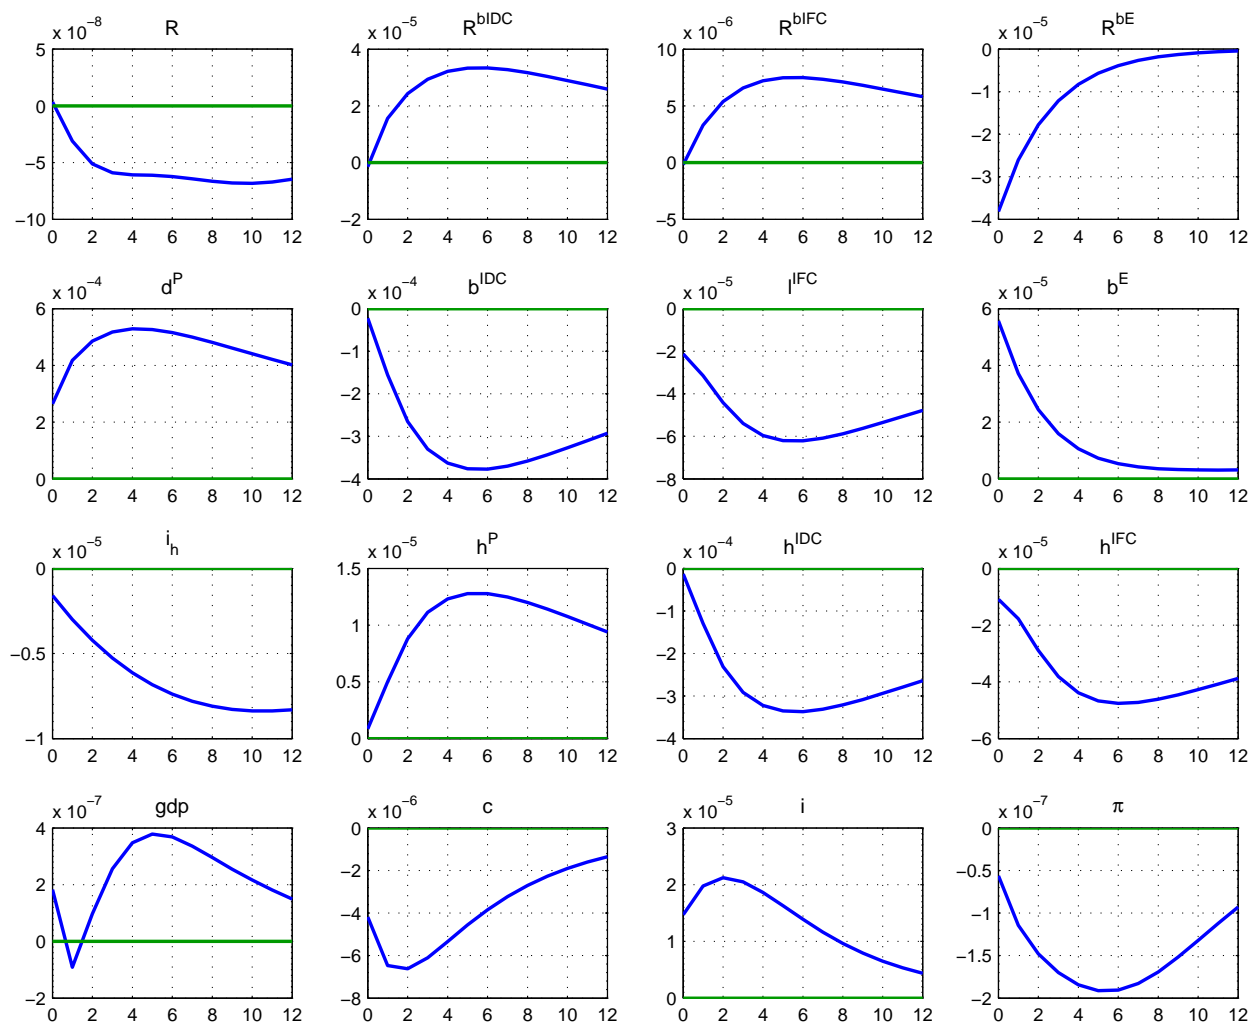 x 10⁻⁸ R x 10⁻⁵ R^bIDC x 10⁻⁶ R^bIFC x 10⁻⁵ R^bE
5 4 10 0
0 2 5 −1
−5 0 0 −2
−3
−10 −2 −5 −4
0 2 4 6 8 10 12 0 2 4 6 8 10 12 0 2 4 6 8 10 12 0 2 4 6 8 10 12
x 10⁻⁴ d^P x 10⁻⁴ b^IDC x 10⁻⁵ l^IFC x 10⁻⁵ b^E
6 0 0 6
4 −1 −2 4
−2 −4
2 −3 −6 2
0 −4 −8 0
0 2 4 6 8 10 12 0 2 4 6 8 10 12 0 2 4 6 8 10 12 0 2 4 6 8 10 12
x 10⁻⁵ i_h x 10⁻⁵ h^P x 10⁻⁴ h^IDC x 10⁻⁵ h^IFC
0 1.5 0 0
1 −1 −2
−0.5 −2
0.5 −3 −4
−1 0 −4 −6
0 2 4 6 8 10 12 0 2 4 6 8 10 12 0 2 4 6 8 10 12 0 2 4 6 8 10 12
x 10⁻⁷ gdp x 10⁻⁶ c x 10⁻⁵ i x 10⁻⁷ π
4 0 3 0
2 −2 2 −0.5
−4 −1
0 −6 1 −1.5
−2 −8 0 −2
0 2 4 6 8 10 12 0 2 4 6 8 10 12 0 2 4 6 8 10 12 0 2 4 6 8 10 12